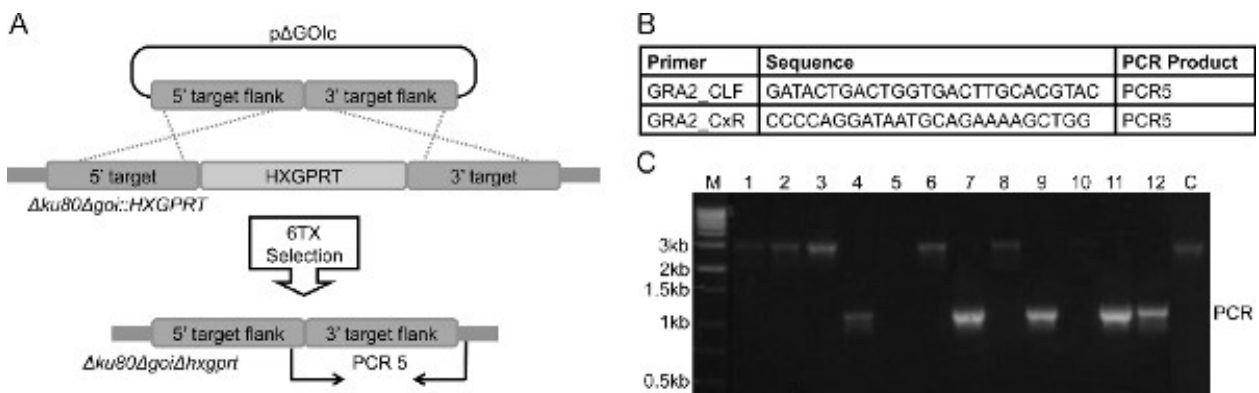 A
pΔGOIc
5' target flank 3' target flank
5' target HXGPRT 3' target
Δku80Δgoi::HXGPRT
6TX
Selection
5' target flank 3' target flank
Δku80ΔgoiΔhxgprt
PCR 5
B
Primer Sequence PCR Product
GRA2_CLF GATACTGACTGGTGACTTGCACGTAC PCR5
GRA2_CxR CCCCAGGATAATGCAGAAAAGCTGG PCR5
C
M 1 2 3 4 5 6 7 8 9 10 11 12 C
3kb
2kb
1.5kb
1kb
PCR
0.5kb